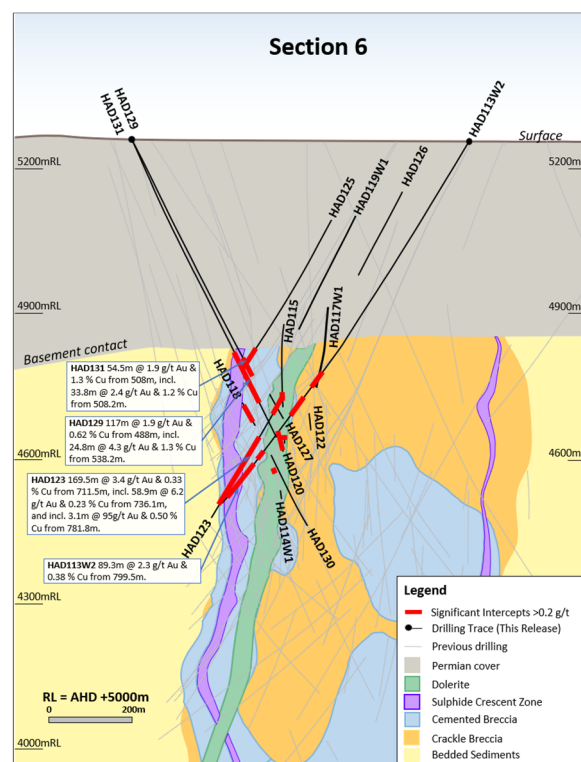 Section 6
HAD129
HAD131
HAD113W2
Surface
5200mRL
5200m
HAD126
HAD119W1
HAD125
4900mRL
4900m
HAD117W1
HAD115
Basement contact
HAD131 54.5m @ 1.9 g/t Au &
1.3 % Cu from 508m, incl.
33.8m @ 2.4 g/t Au & 1.2 % Cu
from 508.2m.
HAD118
HAD129 117m @ 1.9 g/t Au &
0.62 % Cu from 488m, incl.
24.8m @ 4.3 g/t Au & 1.3 % Cu
from 538.2m.
HAD122
HAD127
4600mRL
4600m
HAD120
HAD123 169.5m @ 3.4 g/t Au & 0.33
% Cu from 711.5m, incl. 58.9m @ 6.2
g/t Au & 0.23 % Cu from 736.1m,
and incl. 3.1m @ 95g/t Au & 0.50 %
Cu from 781.8m.
HAD123
HAD114W1
HAD130
HAD113W2 89.3m @ 2.3 g/t Au &
0.38 % Cu from 799.5m.
4300mRL
RL = AHD +5000m
0 200m
4000mRL
Legend
Significant Intercepts >0.2 g/t
Drilling Trace (This Release)
Previous drilling
Permian cover
Dolerite
Sulphide Crescent Zone
Cemented Breccia
Crackle Breccia
Bedded Sediments